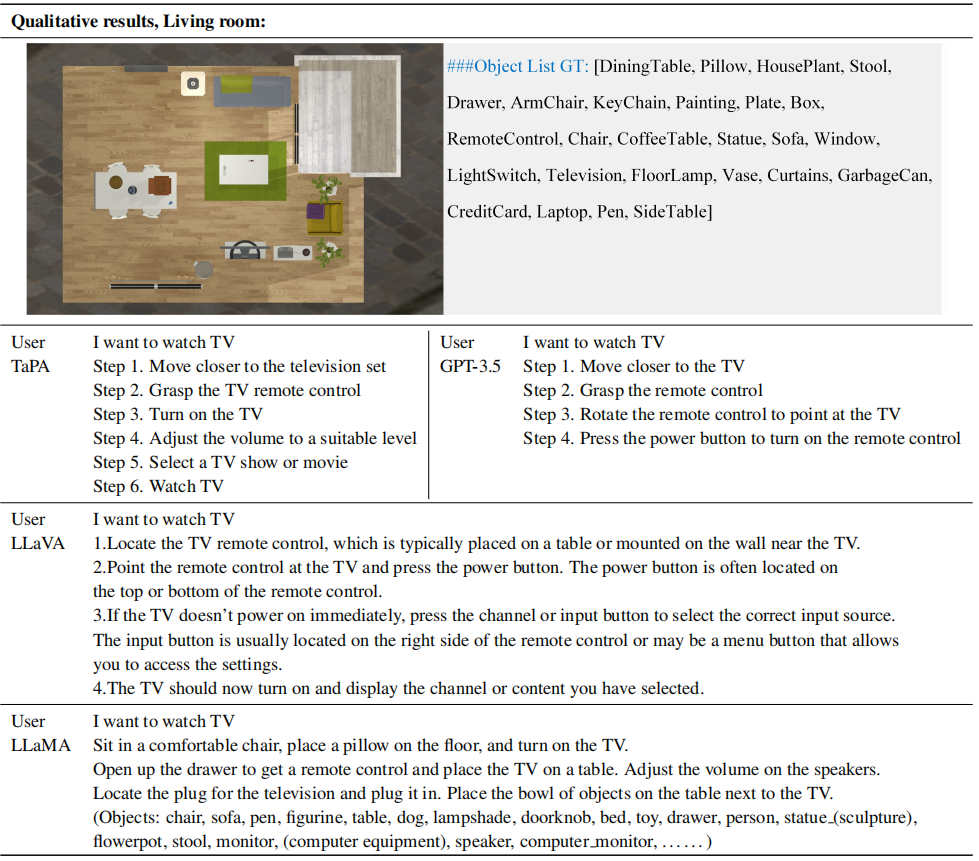 Qualitative results, Living room:
###Object List GT: [DiningTable, Pillow, HousePlant, Stool,
Drawer, ArmChair, KeyChain, Painting, Plate, Box,
RemoteControl, Chair, CoffeeTable, Statue, Sofa, Window,
LightSwitch, Television, FloorLamp, Vase, Curtains, GarbageCan,
CreditCard, Laptop, Pen, SideTable]
User I want to watch TV
TaPA Step 1. Move closer to the television set
Step 2. Grasp the TV remote control
Step 3. Turn on the TV
Step 4. Adjust the volume to a suitable level
Step 5. Select a TV show or movie
Step 6. Watch TV
User I want to watch TV
GPT-3.5 Step 1. Move closer to the TV
Step 2. Grasp the remote control
Step 3. Rotate the remote control to point at the TV
Step 4. Press the power button to turn on the remote control
User I want to watch TV
LLaVA 1.Locate the TV remote control, which is typically placed on a table or mounted on the wall near the TV.
2.Point the remote control at the TV and press the power button. The power button is often located on
the top or bottom of the remote control.
3.If the TV doesn't power on immediately, press the channel or input button to select the correct input source.
The input button is usually located on the right side of the remote control or may be a menu button that allows
you to access the settings.
4.The TV should now turn on and display the channel or content you have selected.
User I want to watch TV
LLaMA Sit in a comfortable chair, place a pillow on the floor, and turn on the TV.
Open up the drawer to get a remote control and place the TV on a table. Adjust the volume on the speakers.
Locate the plug for the television and plug it in. Place the bowl of objects on the table next to the TV.
(Objects: chair, sofa, pen, figurine, table, dog, lampshade, doorknob, bed, toy, drawer, person, statue_(sculpture),
flowerpot, stool, monitor, (computer equipment), speaker, computer_monitor, ...... )